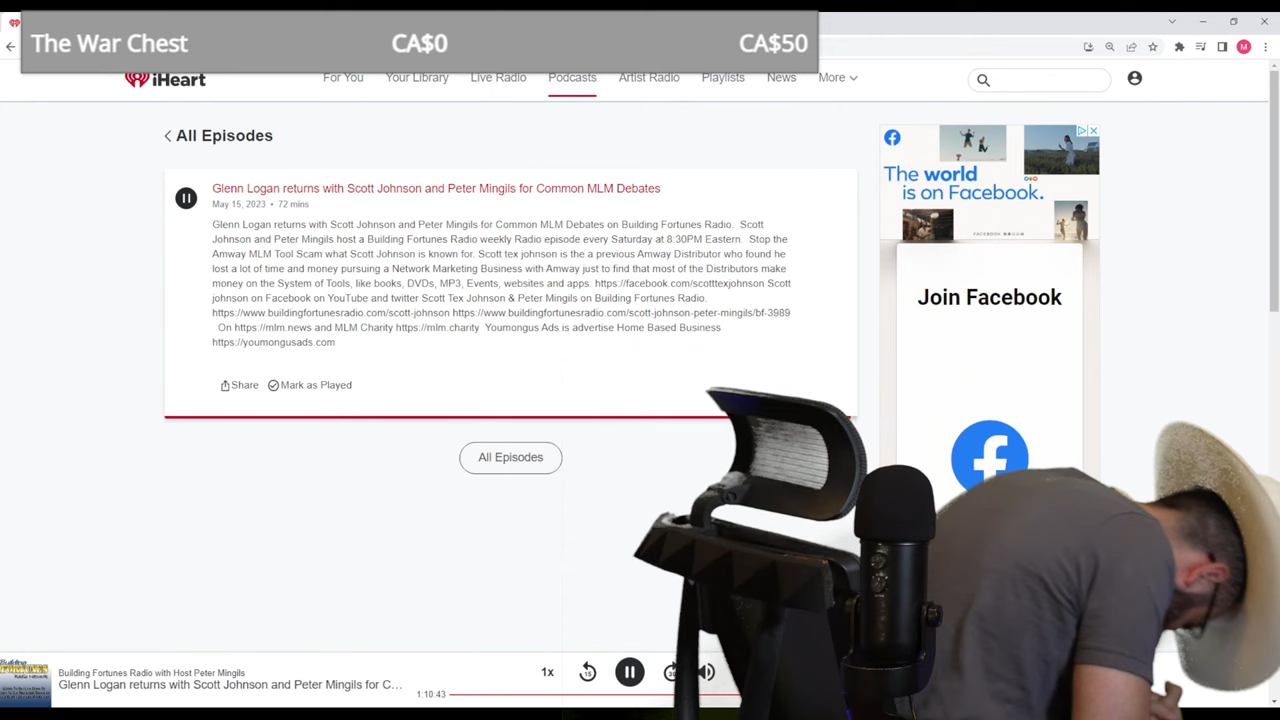 The War Chest CA$0 CA$50
iHeart For You Your Library Live Radio Podcasts Artist Radio Playlists News More
All Episodes
Glenn Logan returns with Scott Johnson and Peter Mingils for Common MLM Debates
May 15, 2023 • 72 mins
Glenn Logan returns with Scott Johnson and Peter Mingils for Common MLM Debates on Building Fortunes Radio. Scott
Johnson and Peter Mingils host a Building Fortunes Radio weekly Radio episode every Saturday at 8:30PM Eastern. Stop the
Amway MLM Tool Scam what Scott Johnson is known for. Scott tex johnson is the a previous Amway Distributor who found he
lost a lot of time and money pursuing a Network Marketing Business with Amway just to find that most of the Distributors make
money on the System of Tools, like books, DVDs, MP3, Events, websites and apps. https://facebook.com/scotttexjohnson Scott
johnson on Facebook on YouTube and twitter Scott Tex Johnson & Peter Mingils on Building Fortunes Radio.
https://www.buildingfortunesradio.com/scott-johnson https://www.buildingfortunesradio.com/scott-johnson-peter-mingils/bf-3989
On https://mlm.news and MLM Charity https://mlm.charity Youmongus Ads is advertise Home Based Business
https://youmongusads.com
Share Mark as Played
All Episodes
The world
is on Facebook.
FACEBOOK
Join Facebook
Building Fortunes Radio with Host Peter Mingils
Glenn Logan returns with Scott Johnson and Peter Mingils for C...
1x 15 30
1:10:43
M